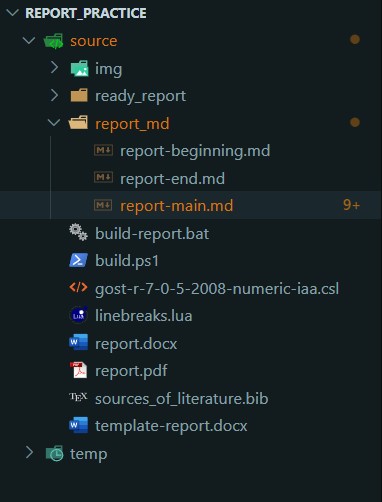 REPORT_PRACTICE
source
img
ready_report
report_md
report-beginning.md
report-end.md
report-main.md 9+
build-report.bat
build.ps1
gost-r-7-0-5-2008-numeric-iaa.csl
linebreaks.lua
report.docx
report.pdf
sources_of_literature.bib
template-report.docx
temp